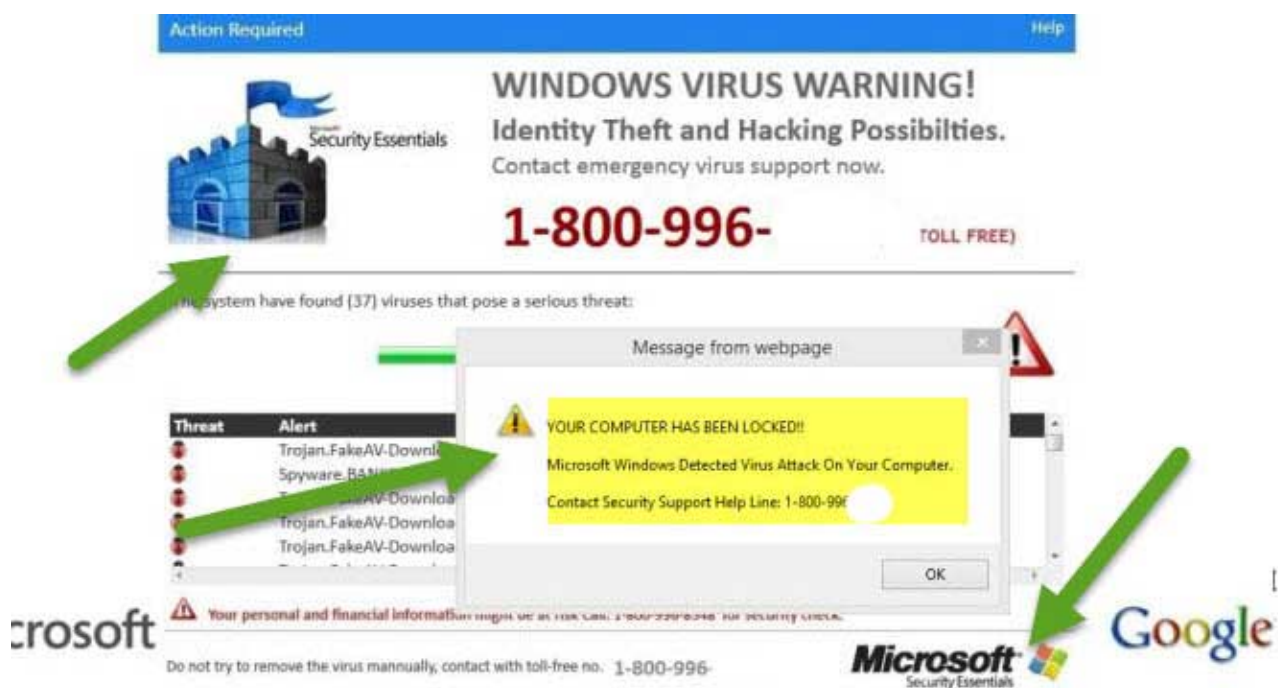 Action Required
Help
Microsoft
Security Essentials
WINDOWS VIRUS WARNING!
Identity Theft and Hacking Possibilties.
Contact emergency virus support now.
1-800-996-
TOLL FREE)
system have found (37) viruses that pose a serious threat:
Message from webpage
Threat Alert
YOUR COMPUTER HAS BEEN LOCKED!!
Trojan.FakeAV-Downl
Microsoft Windows Detected Virus Attack On Your Computer.
Spyware.BAN
Contact Security Support Help Line: 1-800-996
FakeAV-Downloa
Trojan.FakeAV-Downloa
Trojan.FakeAV-Downloa
OK
Your personal and financial information might be at risk Call: for security check.
crosoft
Google
Do not try to remove the virus mannually, contact with toll-free no. 1-800-996-
Microsoft
Security Essentials